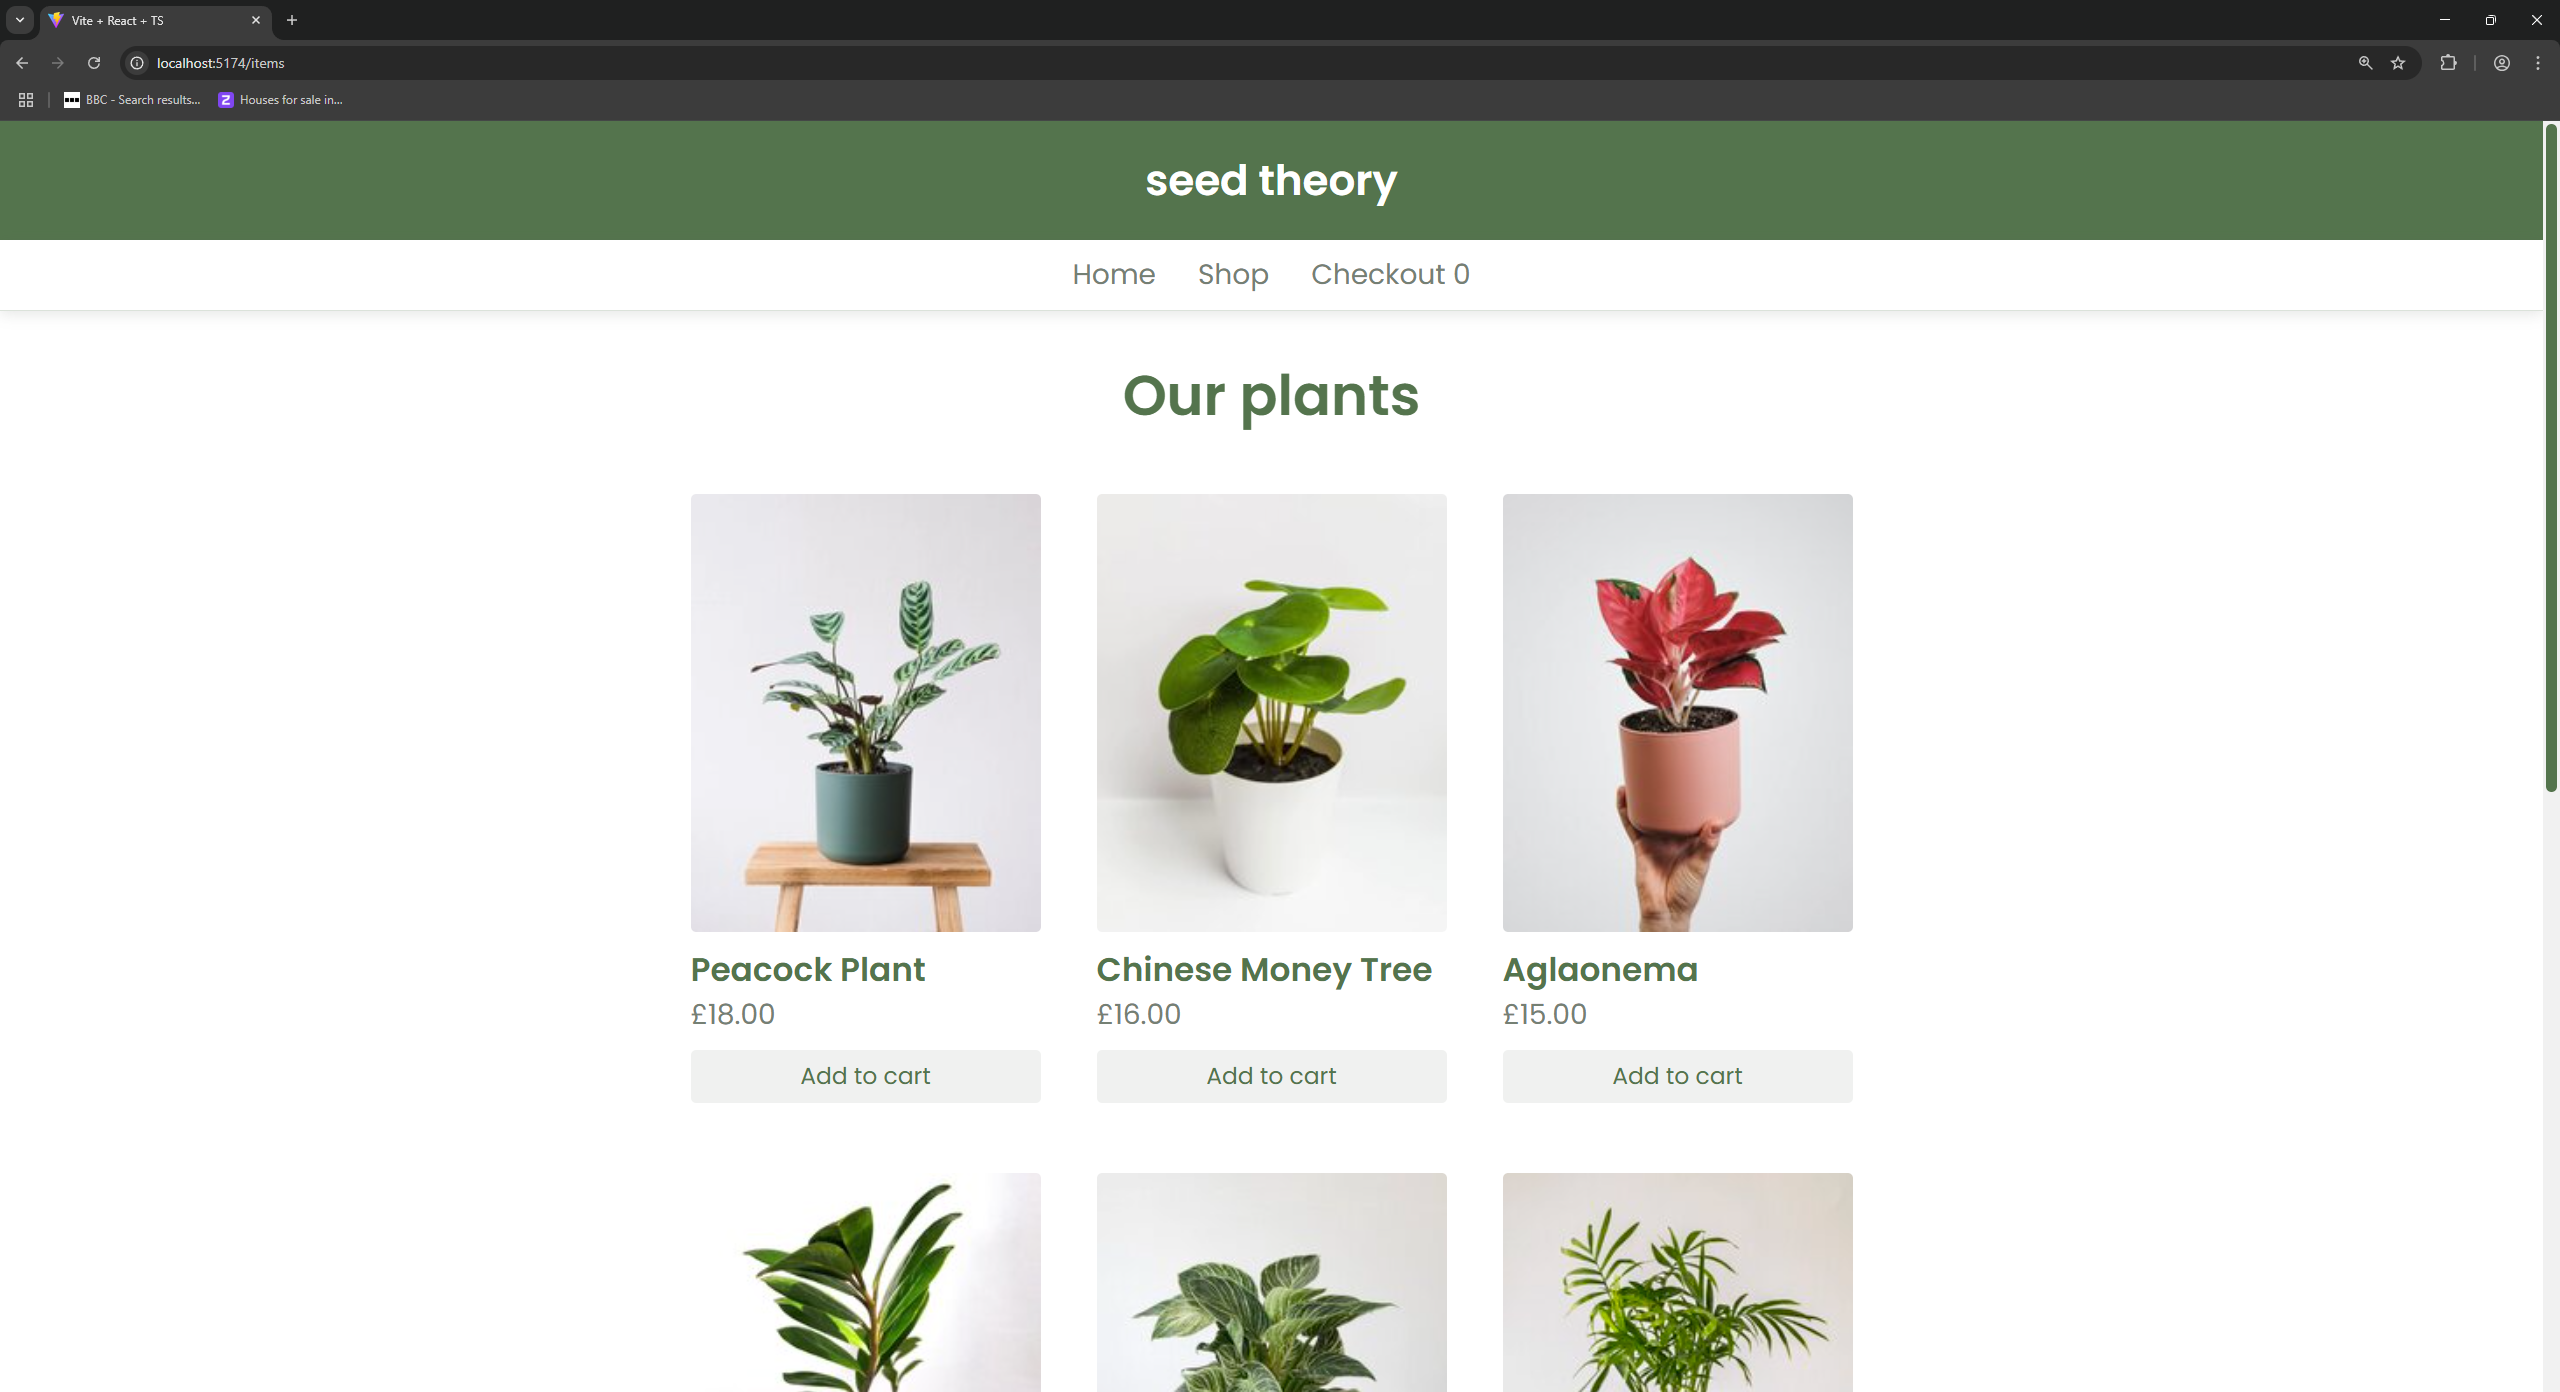 Vite + React + TS
localhost:5174/items
BBC - Search results...
Houses for sale in...
seed theory
Home Shop Checkout 0
Our plants
Peacock Plant
£18.00
Add to cart
Chinese Money Tree
£16.00
Add to cart
Aglaonema
£15.00
Add to cart